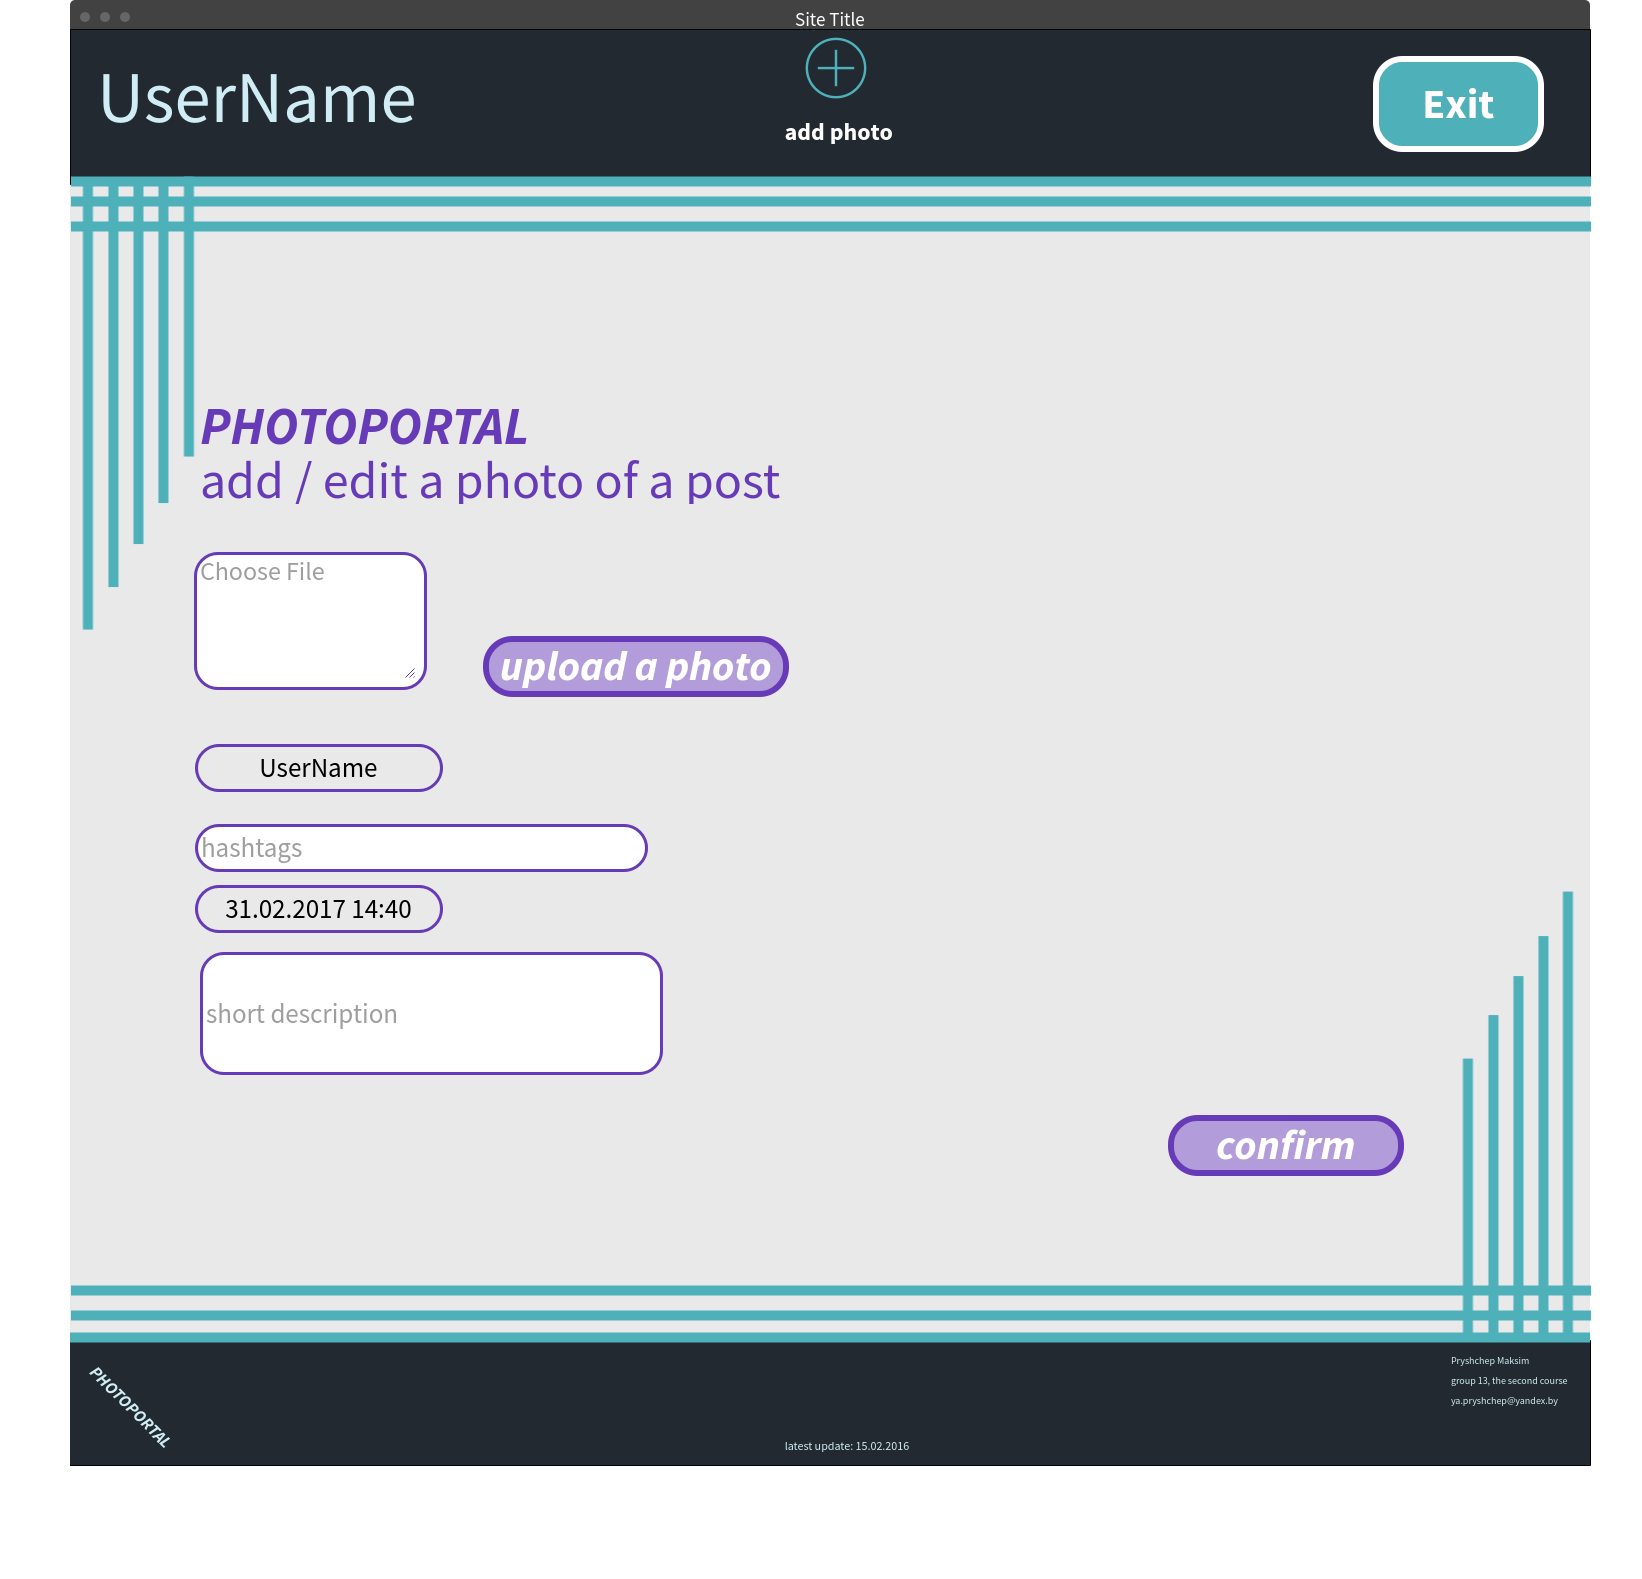 Site Title
UserName
add photo
Exit
PHOTOPORTAL
add / edit a photo of a post
Choose File
upload a photo
UserName
hashtags
31.02.2017 14:40
short description
confirm
PHOTOPORTAL
latest update: 15.02.2016
Pryshchep Maksim
group 13, the second course
ya.pryshchep@yandex.by